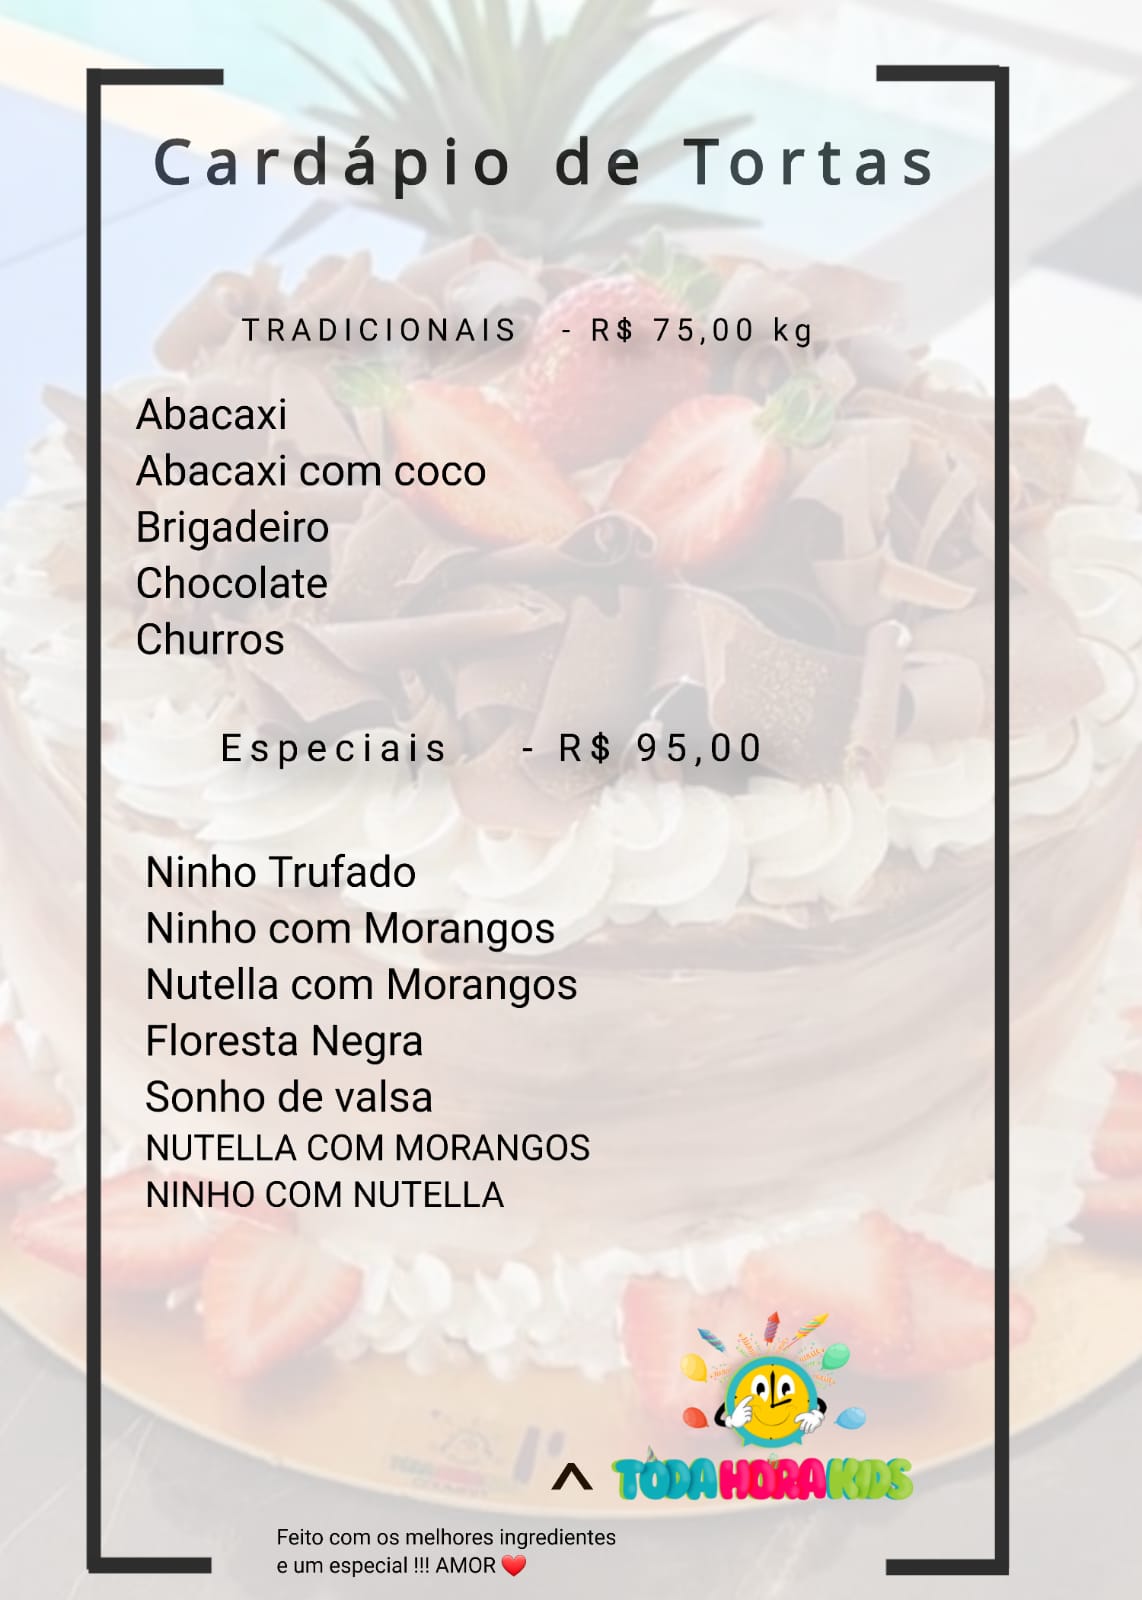 Cardápio de Tortas
TRADICIONAIS - R$ 75,00 kg
Abacaxi
Abacaxi com coco
Brigadeiro
Chocolate
Churros
Especiais - R$ 95,00
Ninho Trufado
Ninho com Morangos
Nutella com Morangos
Floresta Negra
Sonho de valsa
NUTELLA COM MORANGOS
NINHO COM NUTELLA
TODA HORA KIDS
Feito com os melhores ingredientes
e um especial !!! AMOR ❤️